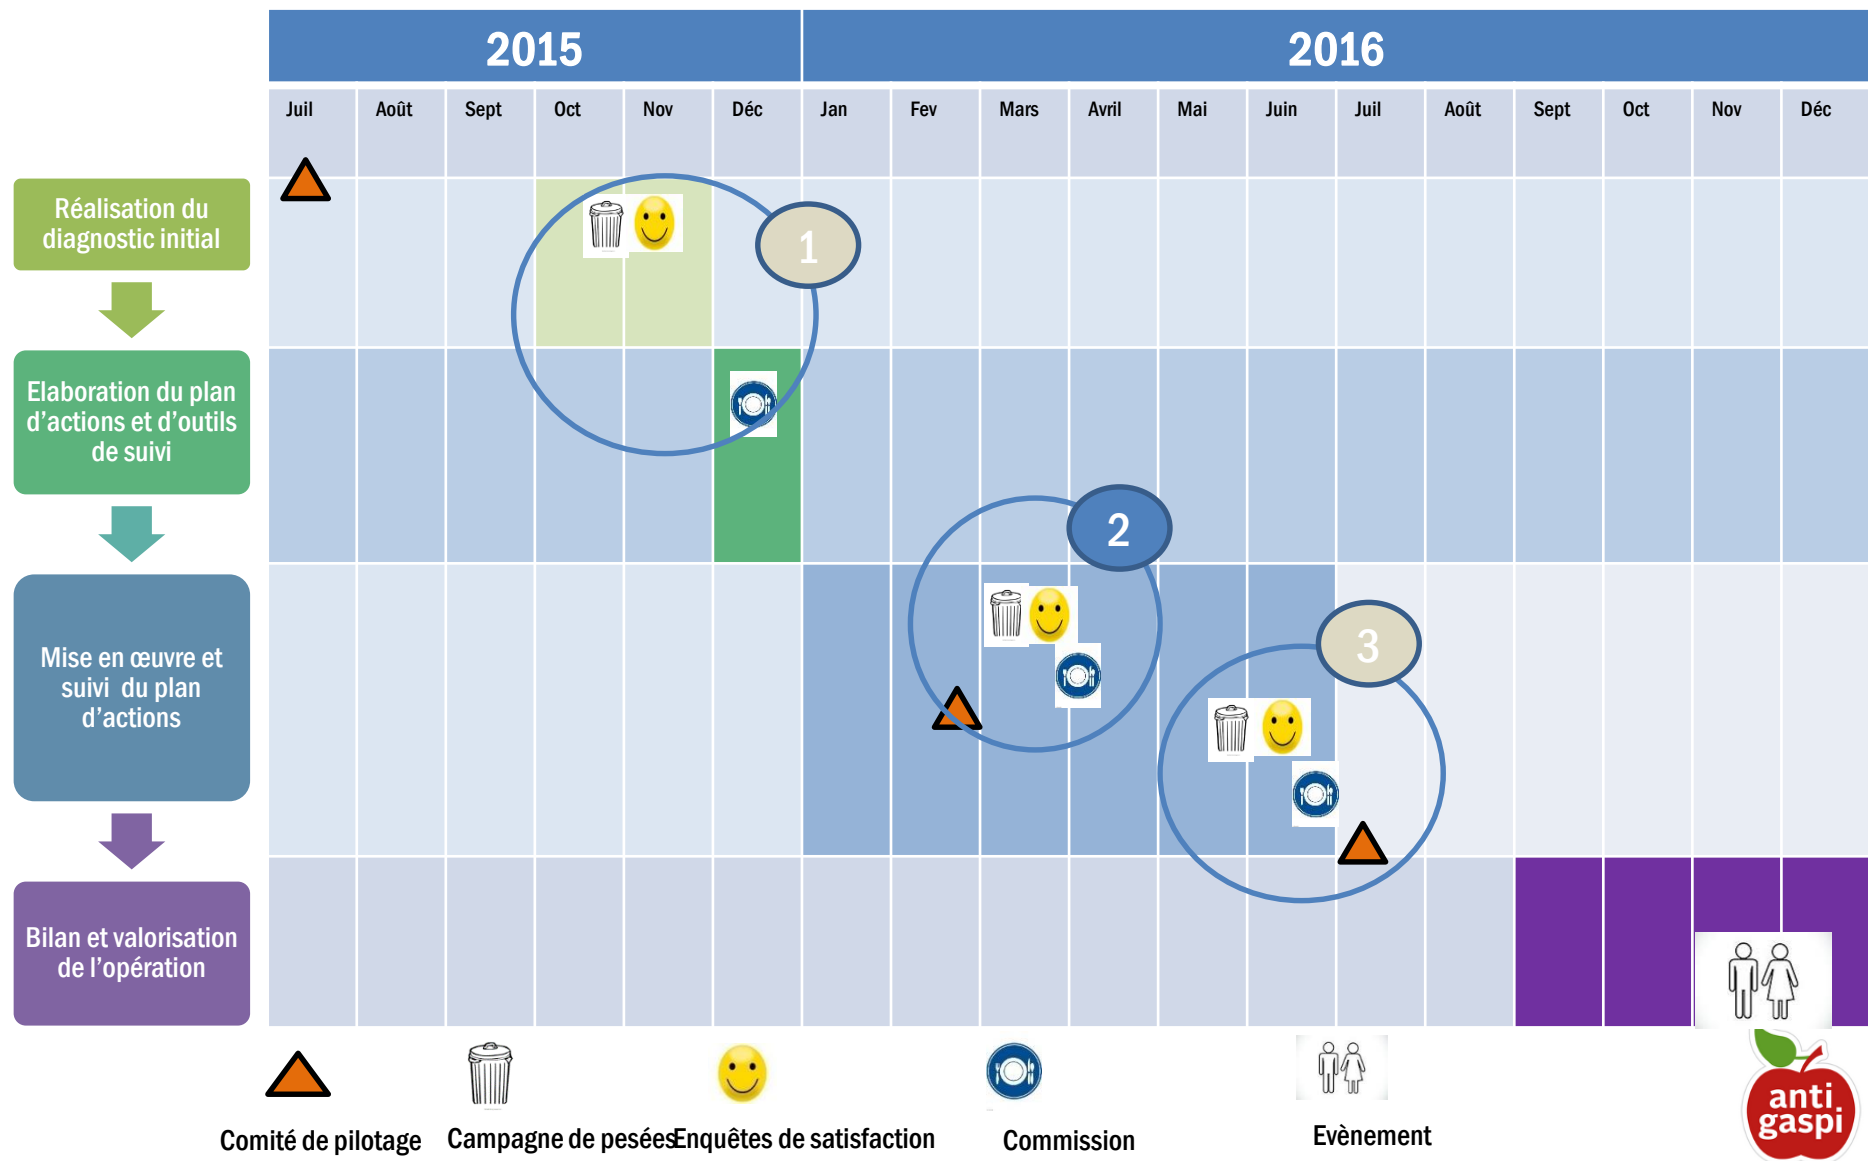 2015
2016
Juil
Août
Sept
Oct
Nov
Déc
Jan
Fev
Mars
Avril
Mai
Juin
Juil
Août
Sept
Oct
Nov
Déc
Réalisation du
diagnostic initial
1
Elaboration du plan
d’actions et d’outils
de suivi
2
Mise en œuvre et
suivi du plan
d’actions
3
Bilan et valorisation
de l’opération
Comité de pilotage
Campagne de pesées
Enquêtes de satisfaction
Commission
Evènement
anti
gaspi